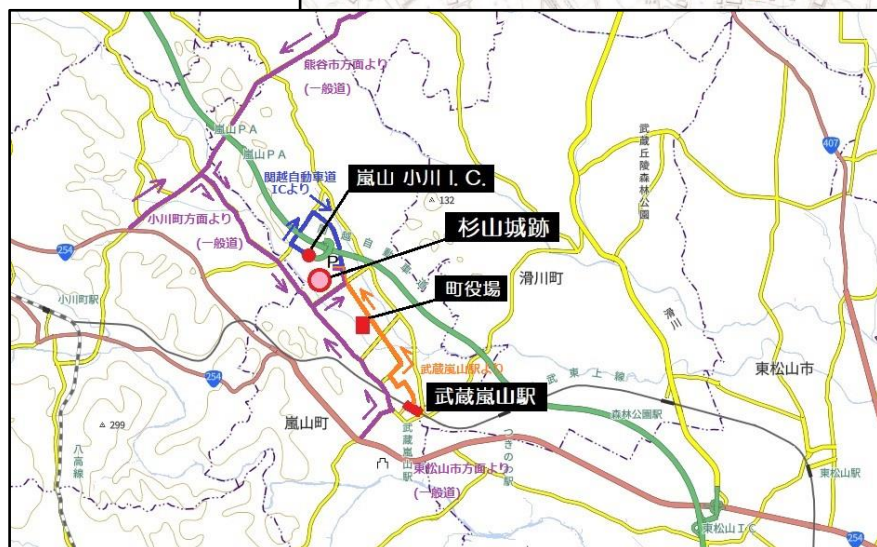 熊谷市方面より
(一般道)
嵐山PA
嵐山PA
関越自動車道
ICより
嵐山 小川 I. C.
132
武蔵丘陵森林公園
407
小川町方面より
(一般道)
254
杉山城跡
関越自動車道
P
滑川町
町役場
小川町駅
滑川
254
武蔵嵐山駅より
東武東上線
東松山市
武蔵嵐山駅
嵐山町
森林公園駅
299
八高線
武蔵嵐山駅
つきのわ駅
東松山市方面より
(一般道)
東松山駅
東松山IC
254